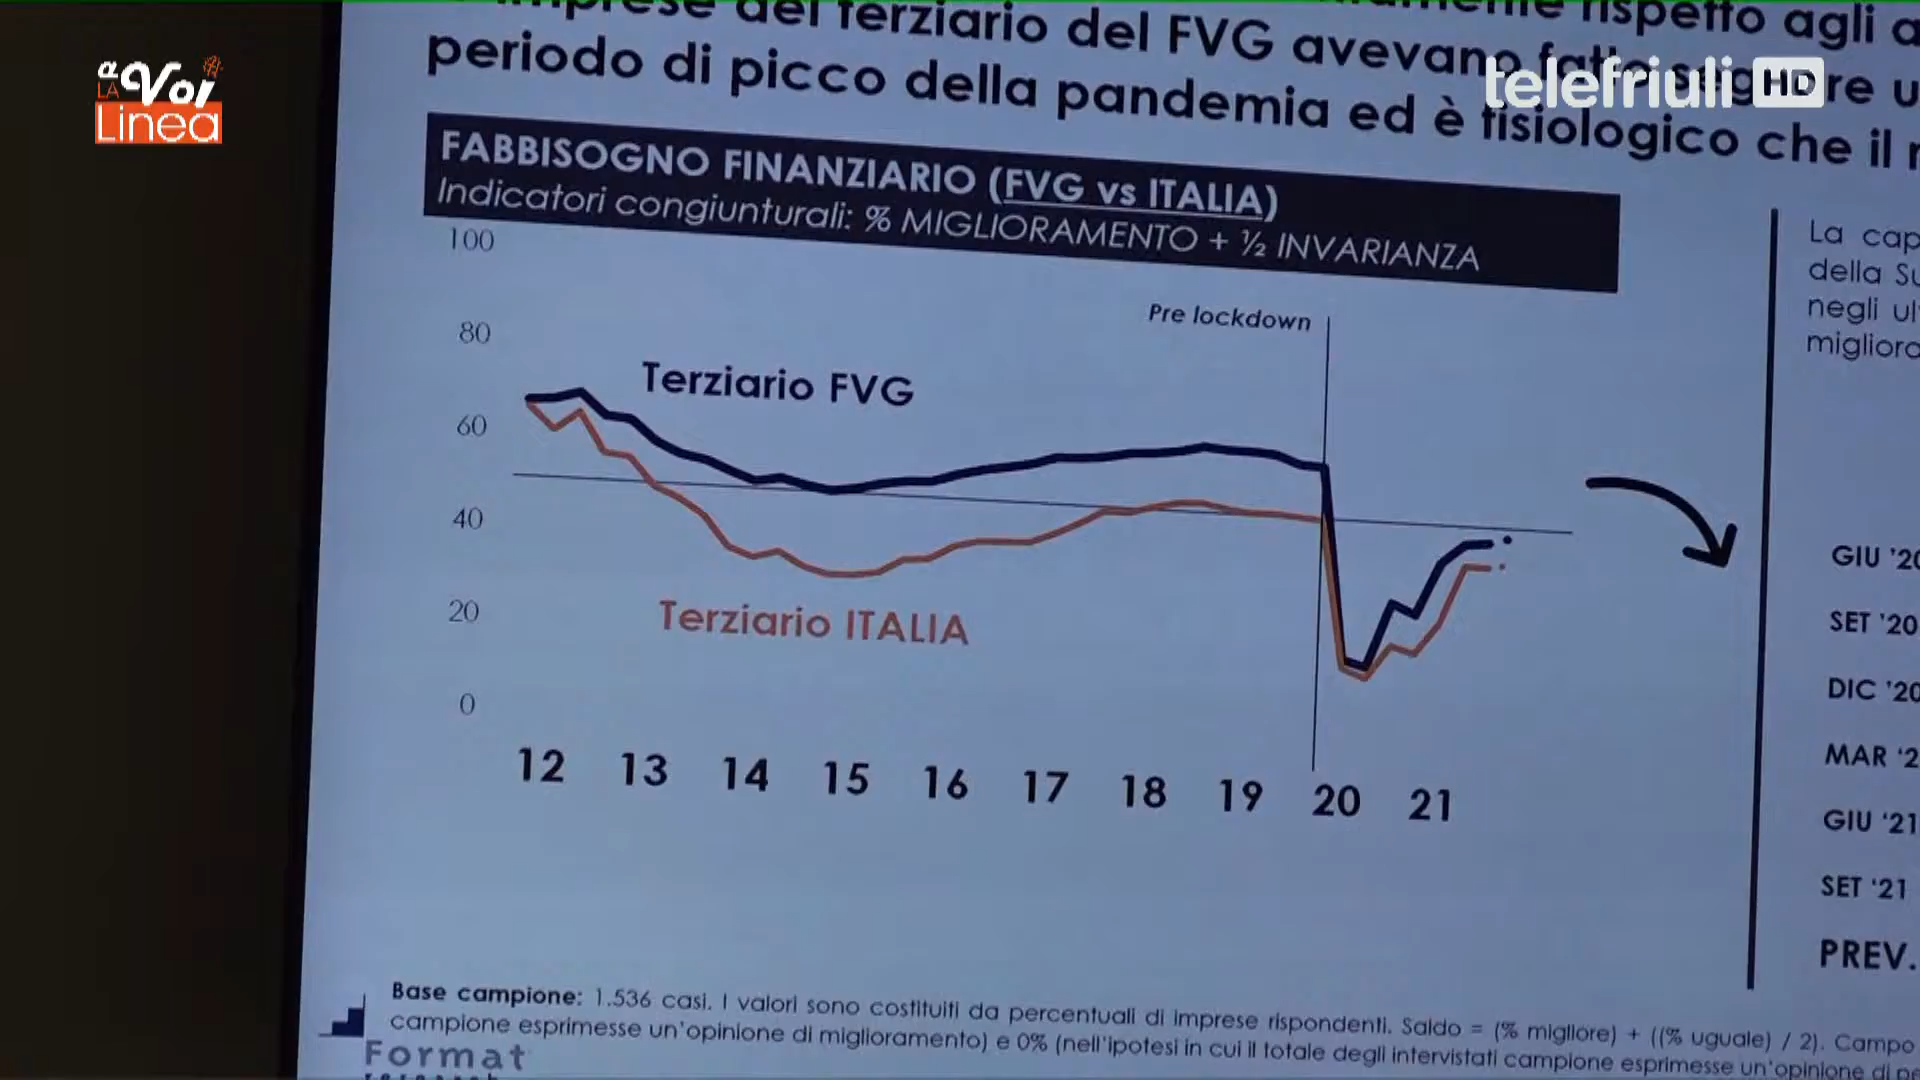 a
LA
Voi
Linea
telefriuli HD
del terziario del FVG avevano rispetto agli
periodo di picco della pandemia ed è fisiologico che il
FABBISOGNO FINANZIARIO (FVG vs ITALIA)
Indicatori congiunturali: % MIGLIORAMENTO + ½ INVARIANZA
100
80
60
40
20
0
Pre lockdown
Terziario FVG
Terziario ITALIA
12 13 14 15 16 17 18 19 20 21
La cap
della Su
negli ul
migliora
GIU '20
SET '20
DIC '20
MAR '2
GIU '21
SET '21
PREV.
Base campione: 1.536 casi. I valori sono costituiti da percentuali di imprese rispondenti. Saldo = (% migliore) + ((% uguale) / 2). Campo
campione esprimesse un'opinione di miglioramento) e 0% (nell'ipotesi in cui il totale degli intervistati campione esprimesse un'opinione di pe
Format